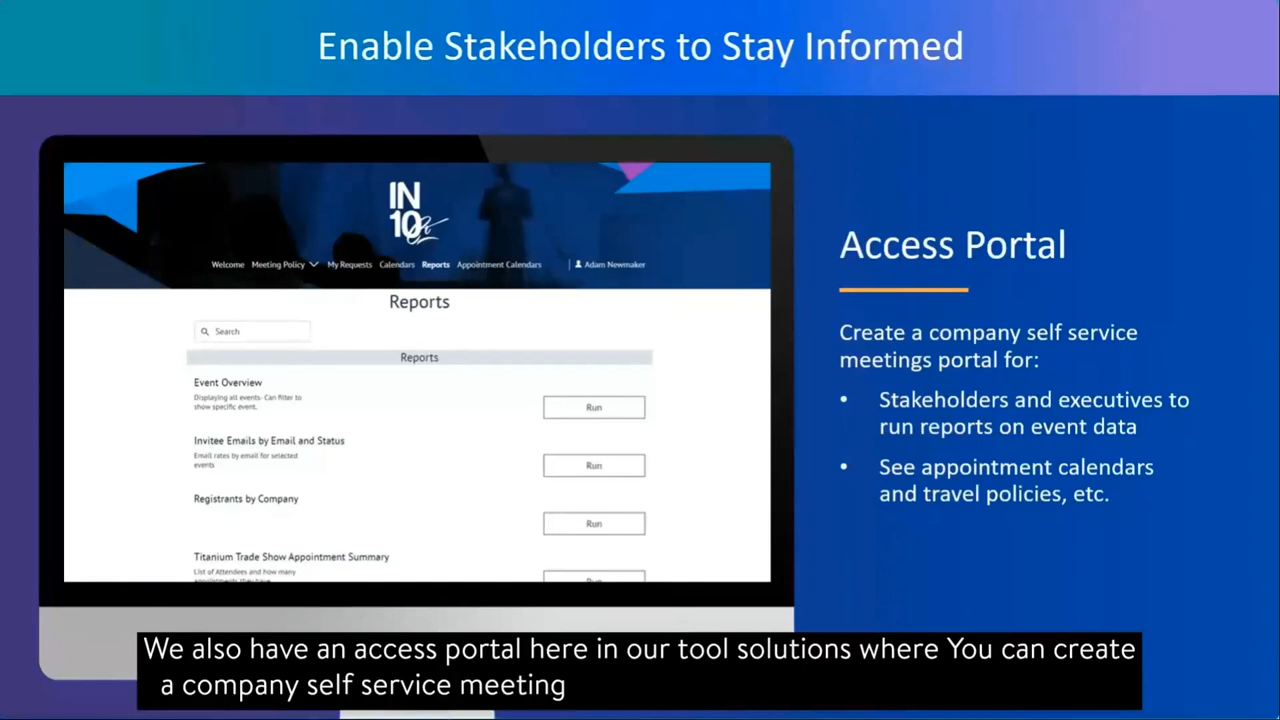 Enable Stakeholders to Stay Informed
IN
10
Welcome Meeting Policy My Requests Calendars Reports Appointment Calendars Adam Newmaker
Reports
Search
Reports
Event Overview
Displaying all events- Can filter to
show specific event.
Run
Invitee Emails by Email and Status
Email rates by email for selected
events
Run
Registrants by Company
Run
Titanium Trade Show Appointment Summary
List of Attendees and how many
appointments they have
Run
Access Portal
Create a company self service
meetings portal for:
• Stakeholders and executives to
run reports on event data
• See appointment calendars
and travel policies, etc.
We also have an access portal here in our tool solutions where You can create
a company self service meeting